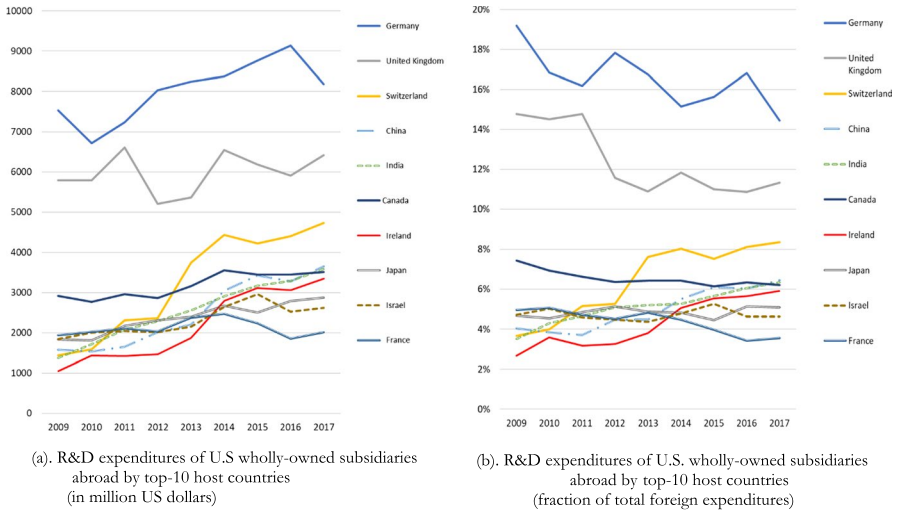 10000
9000
8000
7000
6000
5000
4000
3000
2000
1000
0
2009 2010 2011 2012 2013 2014 2015 2016 2017
Germany
United Kingdom
Switzerland
China
India
Canada
Ireland
Japan
Israel
France
(a). R&D expenditures of U.S wholly-owned subsidiaries
abroad by top-10 host countries
(in million US dollars)
20%
18%
16%
14%
12%
10%
8%
6%
4%
2%
0%
2009 2010 2011 2012 2013 2014 2015 2016 2017
Germany
United
Kingdom
Switzerland
China
India
Canada
Ireland
Japan
Israel
France
(b). R&D expenditures of U.S. wholly-owned subsidiaries
abroad by top-10 host countries
(fraction of total foreign expenditures)